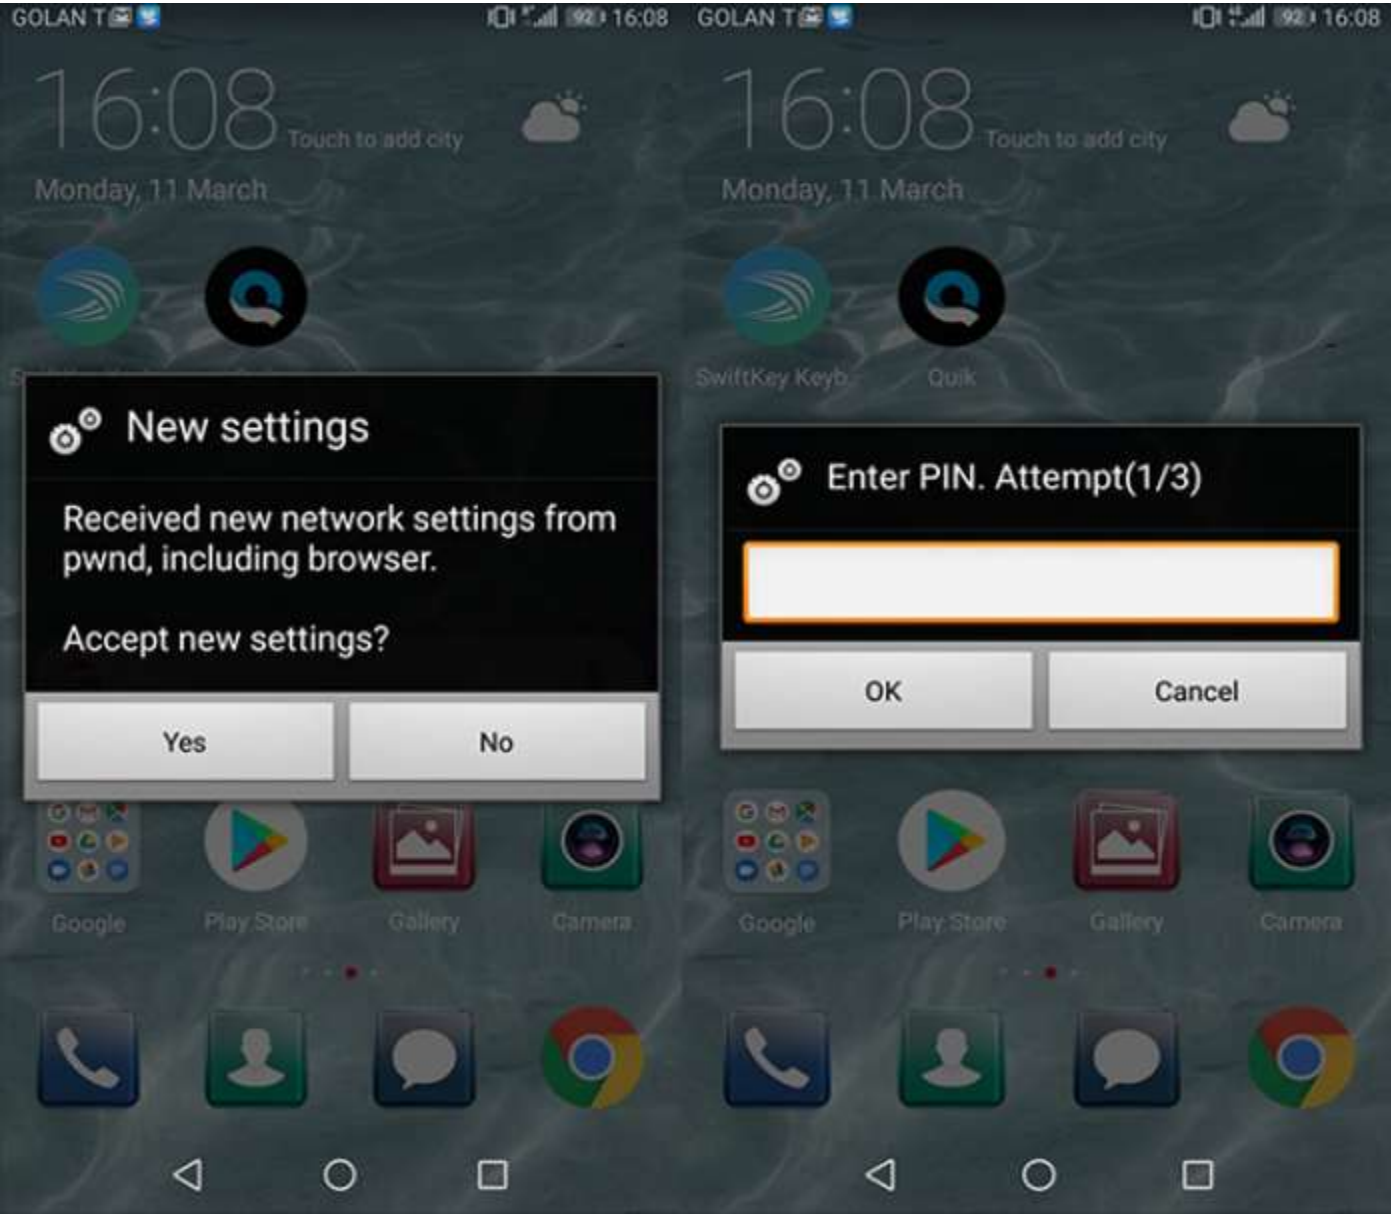 GOLAN T
92
16:08
16:08
Touch to add city
Monday, 11 March
New settings
Received new network settings from
pwnd, including browser.
Accept new settings?
Yes
No
Google
Play Store
Gallery
Camera
GOLAN T
92
16:08
16:08
Touch to add city
Monday, 11 March
SwiftKey Keyb
Quik
Enter PIN. Attempt(1/3)
OK
Cancel
Google
Play Store
Gallery
Camera